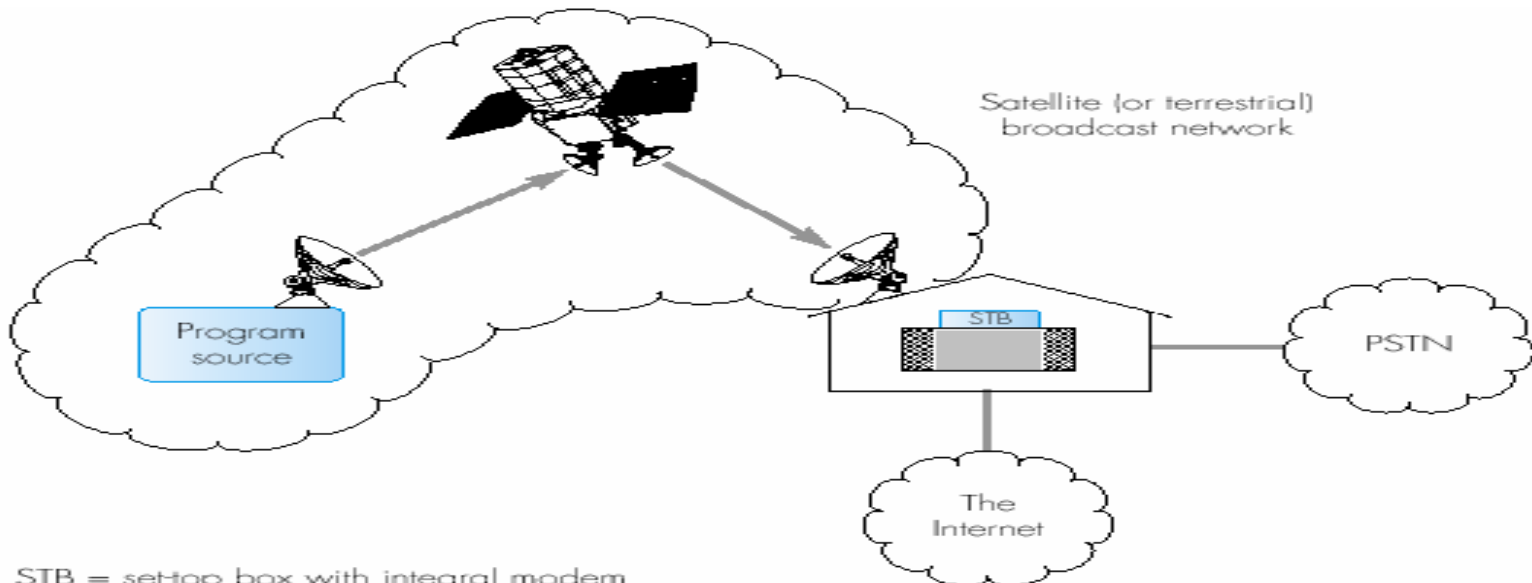 Satellite (or terrestrial)
broadcast network
Program
source
STB
PSTN
The
Internet
STB = set-top box with integral modem